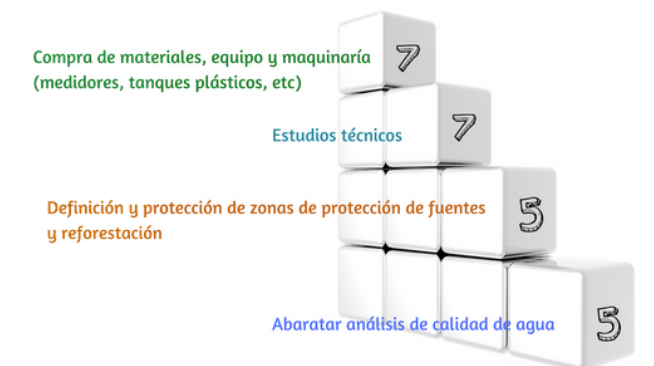 Compra de materiales, equipo y maquinaría
(medidores, tanques plásticos, etc)
7
Estudios técnicos
7
Definición y protección de zonas de protección de fuentes
y reforestación
5
Abaratar análisis de calidad de agua
5